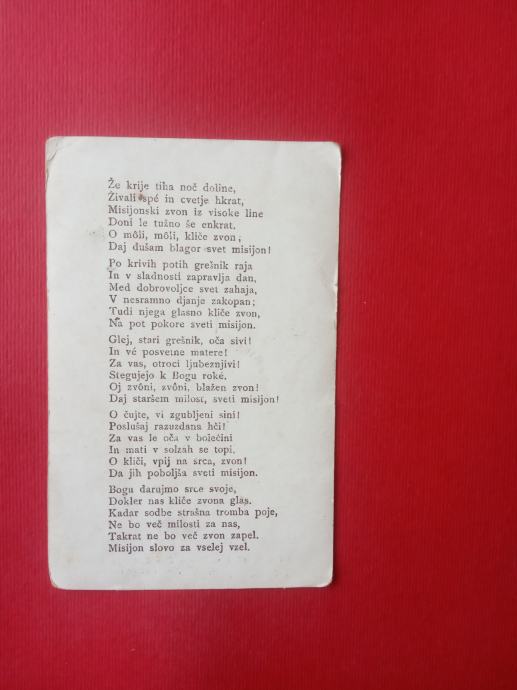 Že krije tiha noč doline,
Živali spé in cvetje hkrat,
Misijonski zvon iz visoke line
Doni le tužno še enkrat.
O môli, môli, kliče zvon,
Daj dušam blagor svet misijon!
Po krivih potih grešnik raja
In v sladnosti zapravlja dan,
Med dobrovoljce svet zahaja,
V nesramno djanje zakopan;
Tudi njega glasno kliče zvon,
Na pot pokore sveti misijon.
Glej, stari grešnik, oča sivi!
In vé posvetne matere!
Za vas, otroci ljubeznjivi!
Stegujejo k Bogu roké.
Oj zvôni, zvôni, blažen zvon!
Daj staršem milost, sveti misijon!
O čujte, vi zgubljeni sini!
Poslušaj razuzdana hči!
Za vas le oča v bolečini
In mati v solzah se topi.
O kliči, vpij na srca, zvon!
Da jih poboljša sveti misijon.
Bogu darujmo srce svoje,
Dokler nas kliče zvona glas.
Kadar sodbe strašna tromba poje,
Ne bo več milosti za nas,
Takrat ne bo več zvon zapel.
Misijon slovo za vselej vzel.